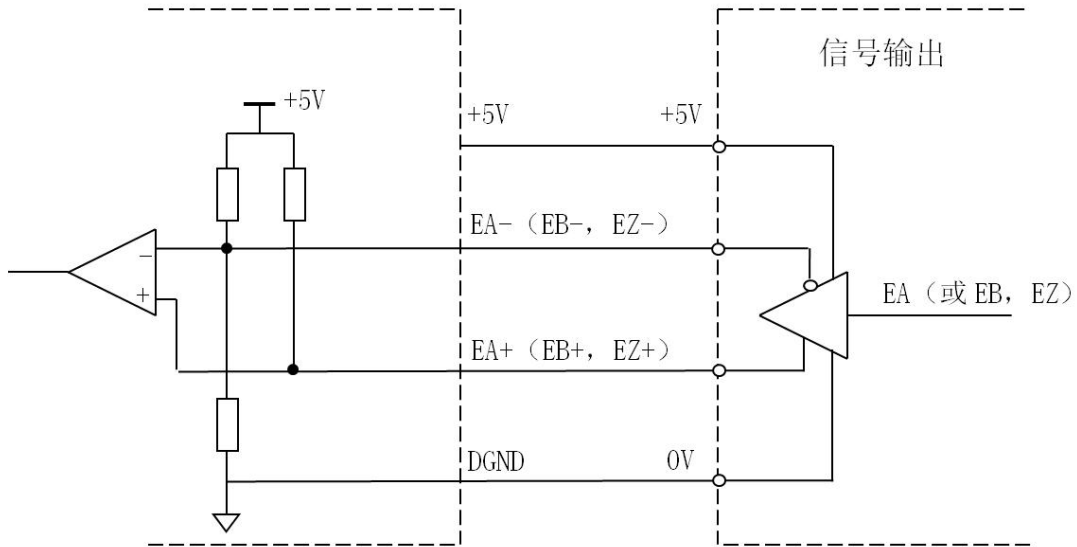 信号输出
+5V
+5V +5V
EA-（EB-，EZ-）
−
+
EA（或 EB，EZ）
EA+（EB+，EZ+）
DGND 0V